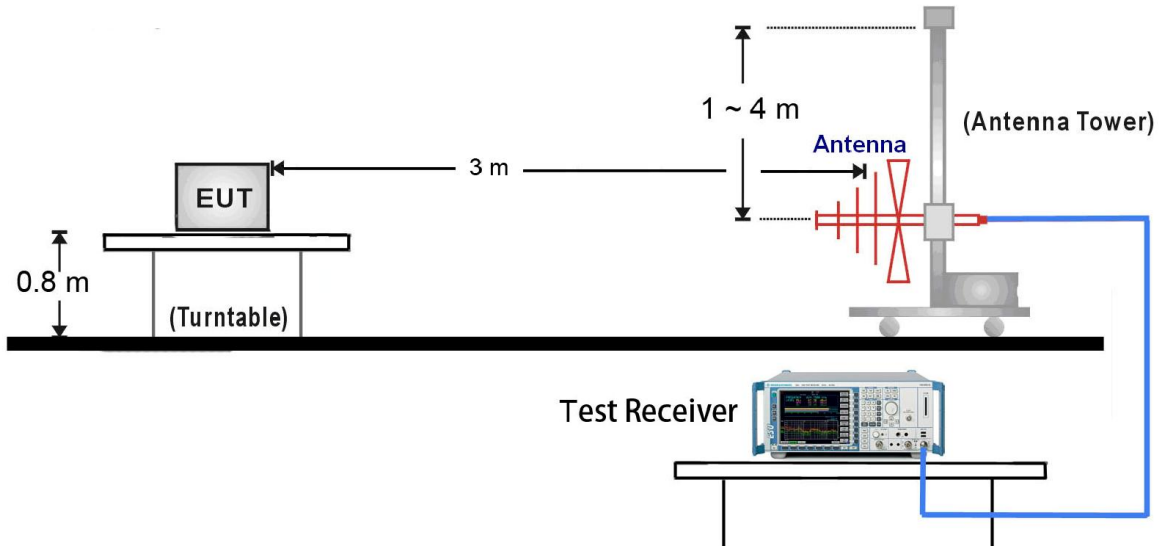 1 ~ 4 m
(Antenna Tower)
Antenna
3 m
EUT
0.8 m
(Turntable)
Test Receiver